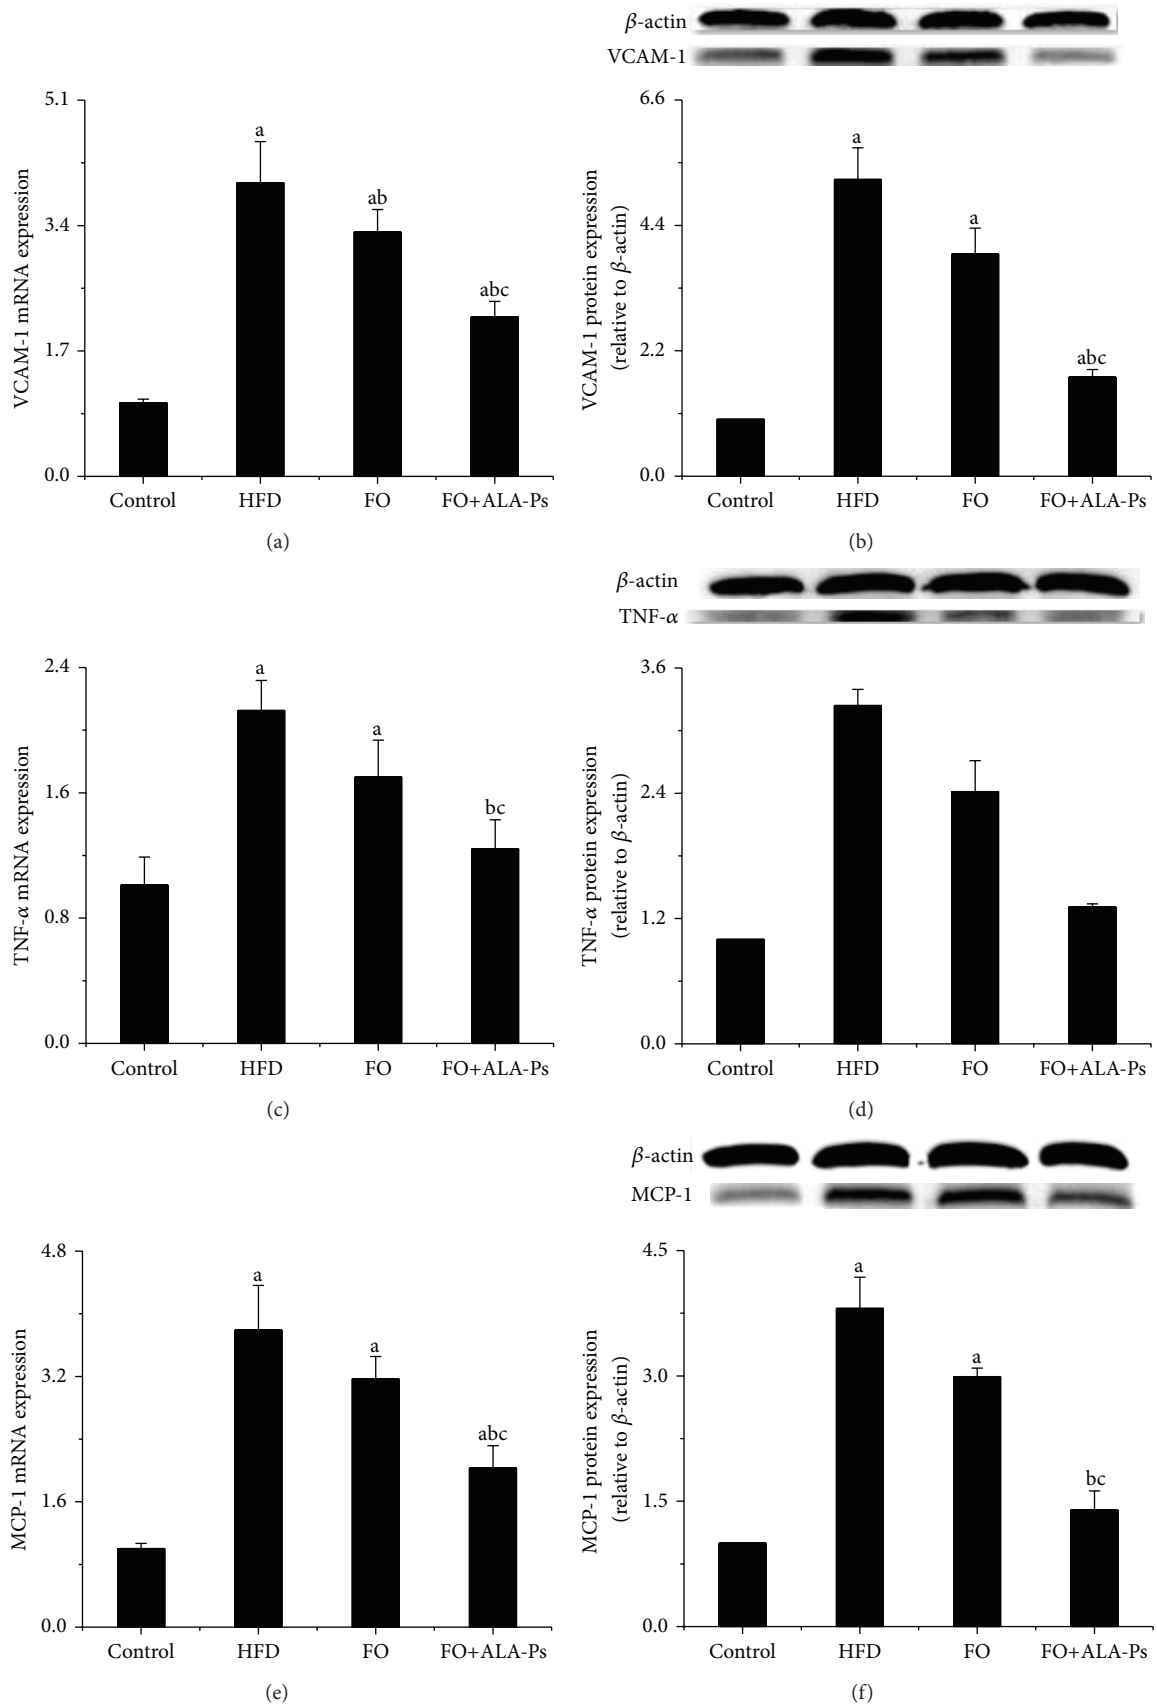 β-actin
VCAM-1
5.1
3.4
1.7
0.0
VCAM-1 mRNA expression
a
ab
abc
Control HFD FO FO+ALA-Ps
(a)
6.6
4.4
2.2
0.0
VCAM-1 protein expression
(relative to β-actin)
a
a
abc
Control HFD FO FO+ALA-Ps
(b)
β-actin
TNF-α
2.4
1.6
0.8
0.0
TNF-α mRNA expression
a
a
bc
Control HFD FO FO+ALA-Ps
(c)
3.6
2.4
1.2
0.0
TNF-α protein expression
(relative to β-actin)
Control HFD FO FO+ALA-Ps
(d)
β-actin
MCP-1
4.8
3.2
1.6
0.0
MCP-1 mRNA expression
a
a
abc
Control HFD FO FO+ALA-Ps
(e)
4.5
3.0
1.5
0.0
MCP-1 protein expression
(relative to β-actin)
a
a
bc
Control HFD FO FO+ALA-Ps
(f)